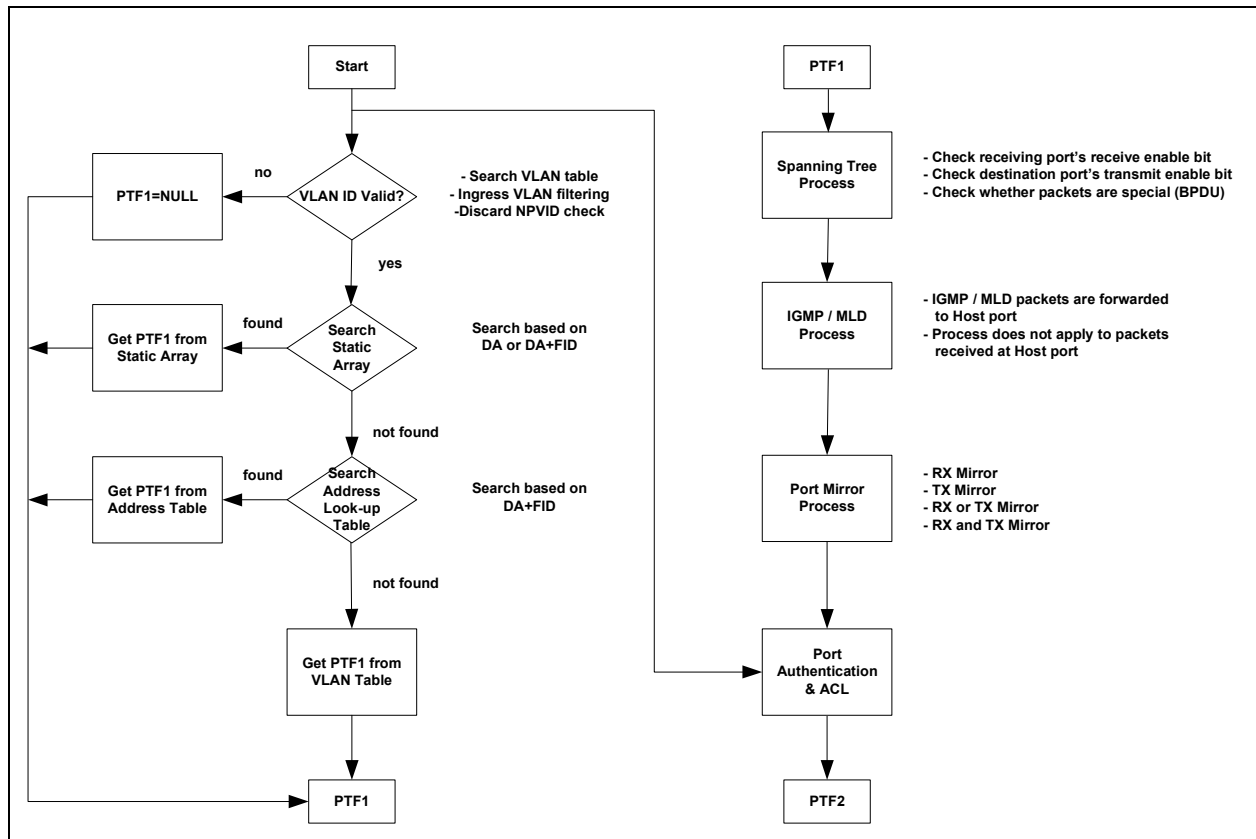 Start
no
PTF1=NULL
VLAN ID Valid?
- Search VLAN table
- Ingress VLAN filtering
-Discard NPVID check
yes
found
Get PTF1 from
Static Array
Search
Static
Array
Search based on
DA or DA+FID
not found
found
Get PTF1 from
Address Table
Search
Address
Look-up
Table
Search based on
DA+FID
not found
Get PTF1 from
VLAN Table
PTF1
PTF1
Spanning Tree
Process
- Check receiving port’s receive enable bit
- Check destination port’s transmit enable bit
- Check whether packets are special (BPDU)
IGMP / MLD
Process
- IGMP / MLD packets are forwarded
to Host port
- Process does not apply to packets
received at Host port
Port Mirror
Process
- RX Mirror
- TX Mirror
- RX or TX Mirror
- RX and TX Mirror
Port
Authentication
& ACL
PTF2